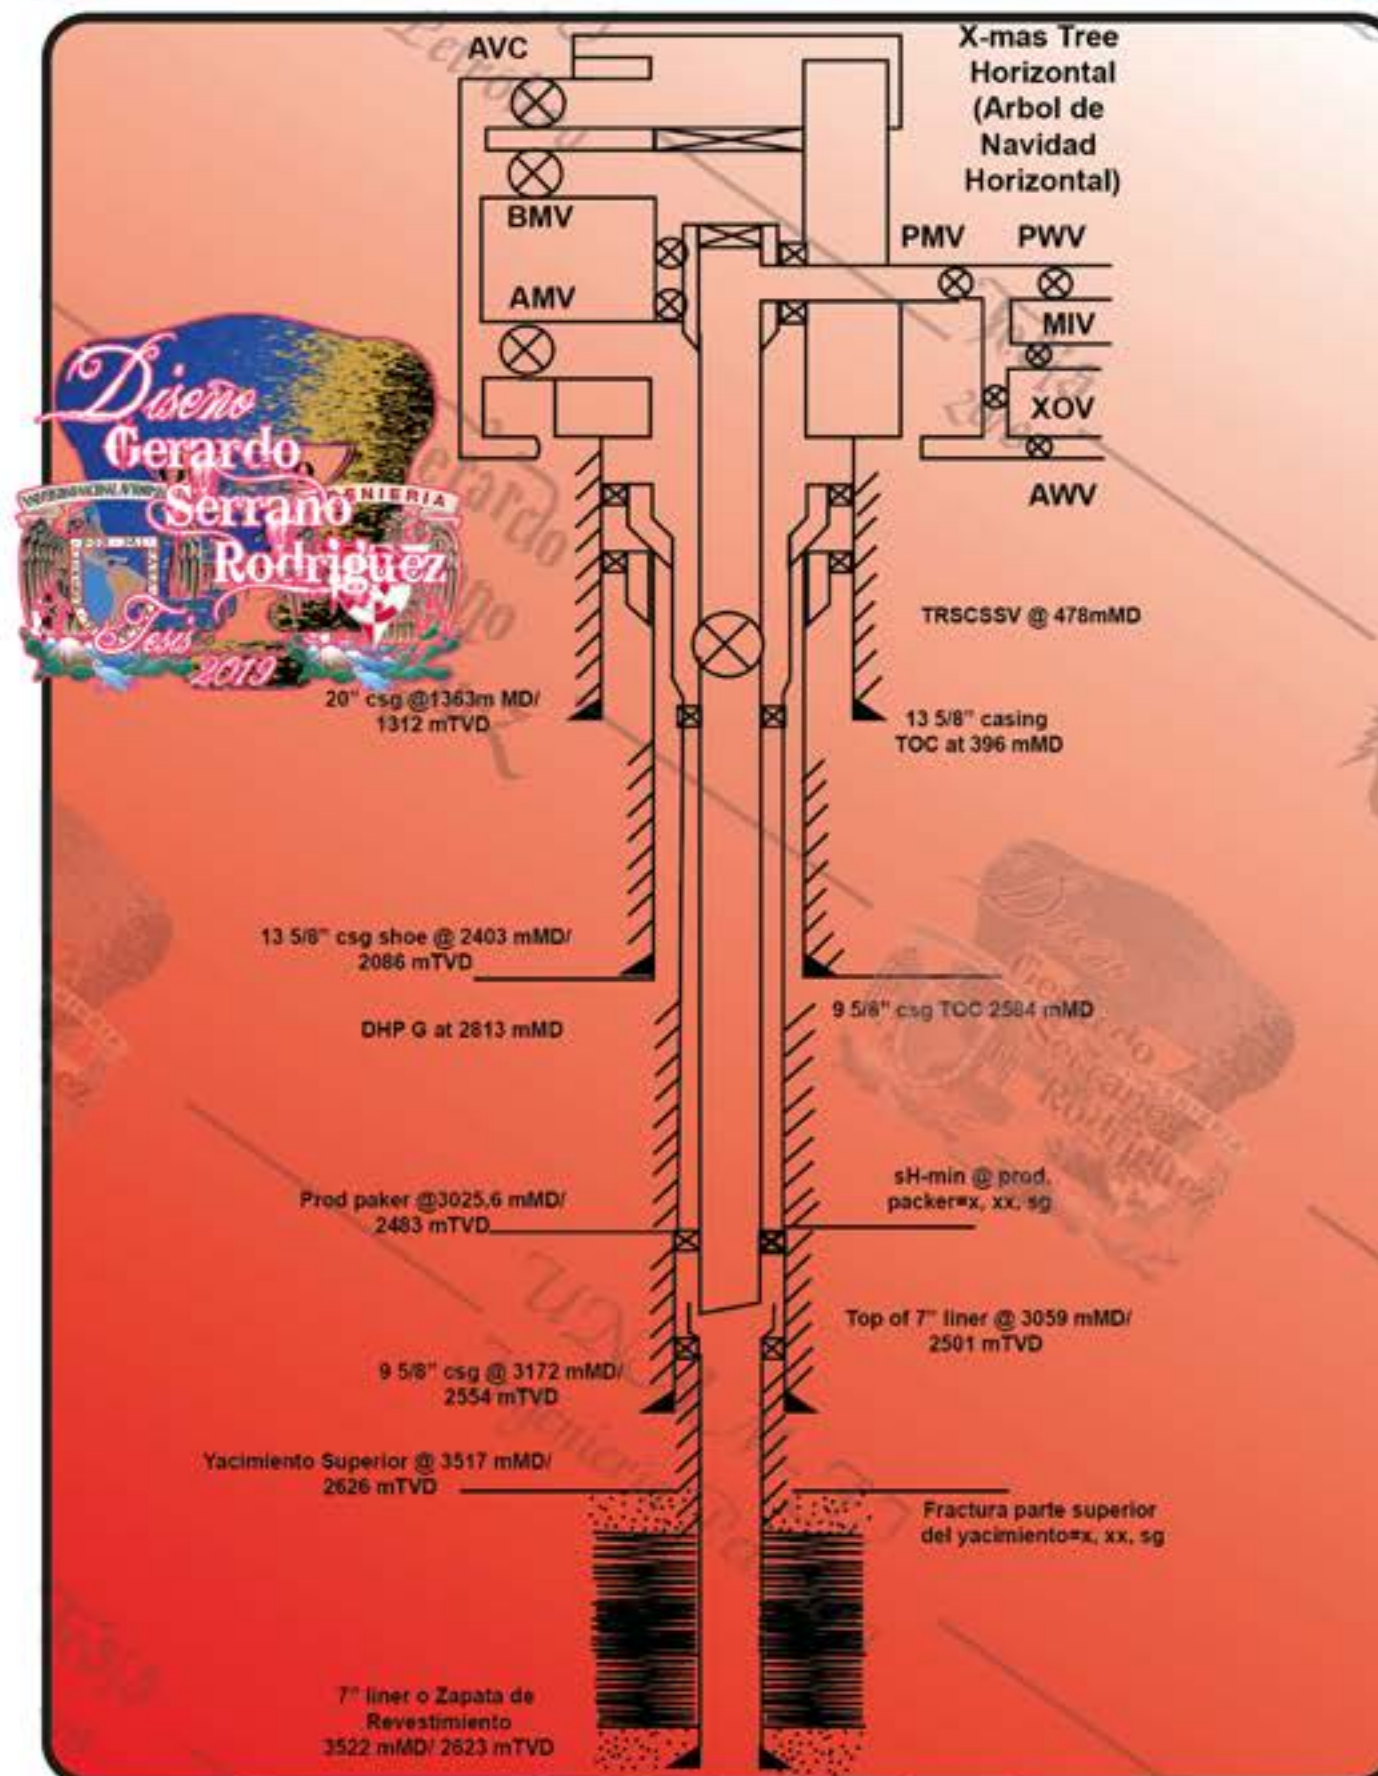 AVC
X-mas Tree
Horizontal
(Arbol de
Navidad
Horizontal)
BMV
PMV PWV
AMV
MIV
XOV
AWV
Diseño
Gerardo
Serrano
Rodriguez
Tesis
2019
TRSCSSV @ 478mMD
20" csg @1363m MD/
1312 mTVD
13 5/8" casing
TOC at 396 mMD
13 5/8" csg shoe @ 2403 mMD/
2086 mTVD
9 5/8" csg TOC 2584 mMD
DHP G at 2813 mMD
sH-min @ prod.
packer=x, xx, sg
Prod paker @3025,6 mMD/
2483 mTVD
Top of 7" liner @ 3059 mMD/
2501 mTVD
9 5/8" csg @ 3172 mMD/
2554 mTVD
Yacimiento Superior @ 3517 mMD/
2626 mTVD
Fractura parte superior
del yacimiento=x, xx, sg
7" liner o Zapata de
Revestimiento
3522 mMD/ 2623 mTVD